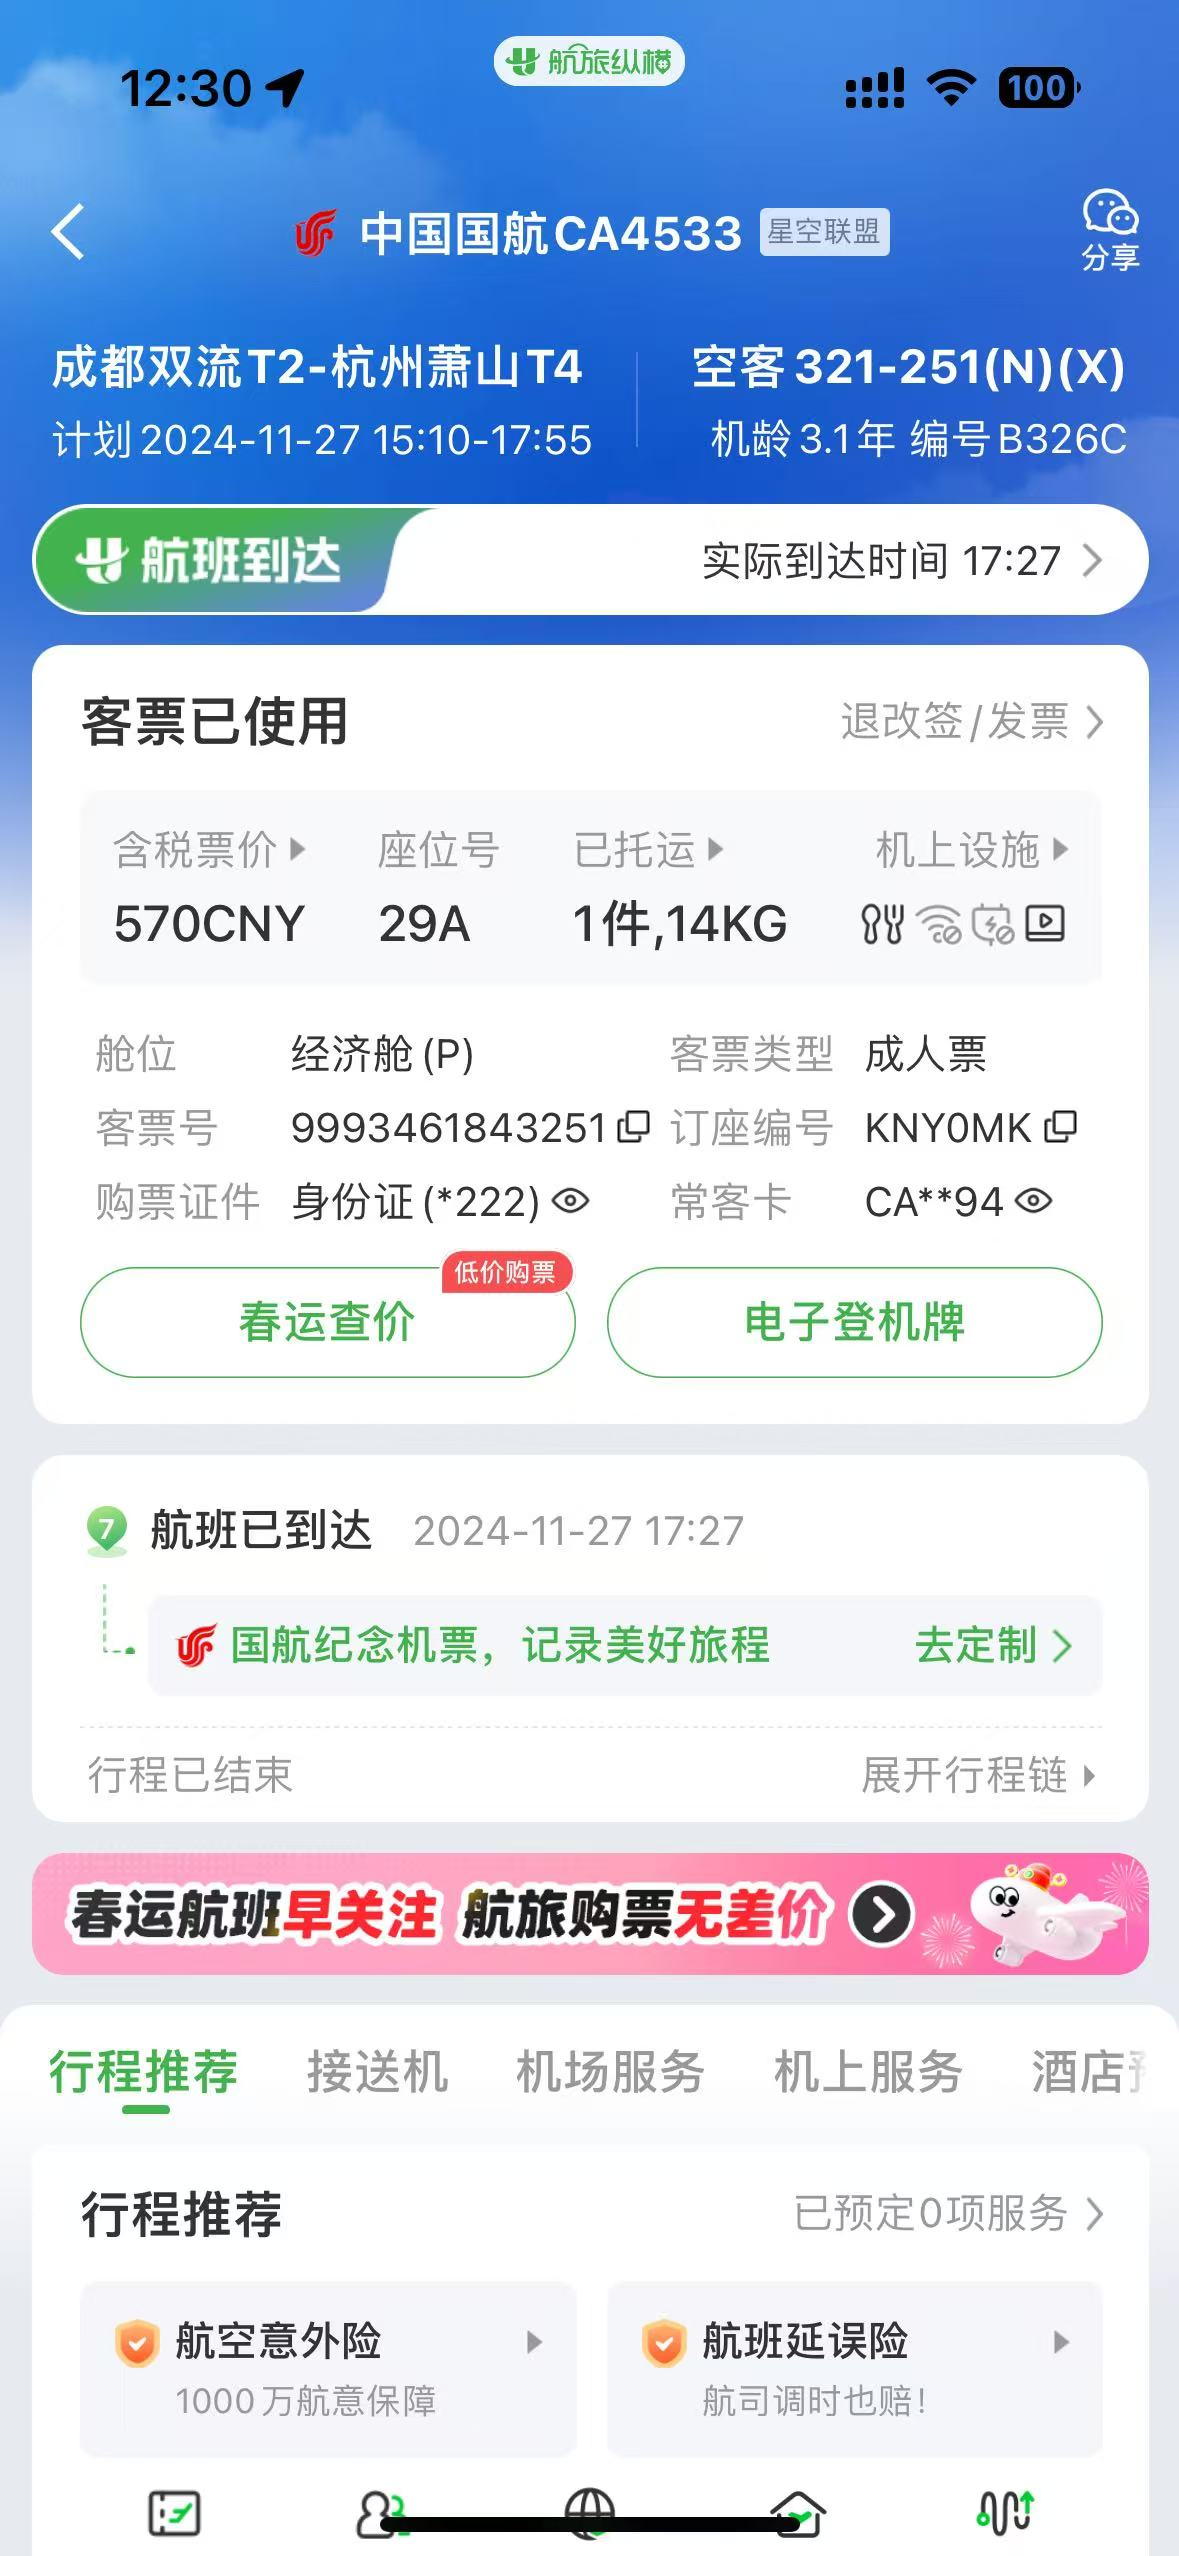 12:30
航旅纵横
100
中国国航CA4533 星空联盟
分享
成都双流T2-杭州萧山T4
空客321-251(N)(X)
计划2024-11-27 15:10-17:55
机龄3.1年 编号B326C
航班到达
实际到达时间 17:27
客票已使用
退改签/发票
含税票价 座位号 已托运 机上设施
570CNY 29A 1件,14KG
舱位 经济舱(P) 客票类型 成人票
客票号 9993461843251 订座编号 KNY0MK
购票证件 身份证(*222) 常客卡 CA**94
低价购票
春运查价
电子登机牌
7 航班已到达 2024-11-27 17:27
国航纪念机票，记录美好旅程 去定制
行程已结束 展开行程链
春运航班早关注 航旅购票无差价
行程推荐 接送机 机场服务 机上服务 酒店
行程推荐 已预定0项服务
航空意外险 航班延误险
1000万航意保障 航司调时也赔！